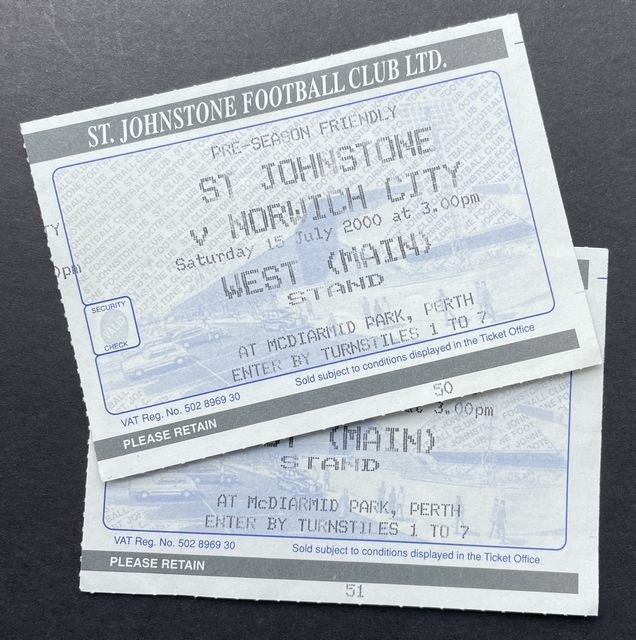 ST. JOHNSTONE FOOTBALL CLUB LTD.
PRE-SEASON FRIENDLY
ST JOHNSTONE
V NORWICH CITY
Saturday 15 July 2000 at 3.00pm
WEST (MAIN)
STAND
AT MCDIARMID PARK, PERTH
ENTER BY TURNSTILES 1 TO 7
SECURITY
CHECK
VAT Reg. No. 502 8969 30
Sold subject to conditions displayed in the Ticket Office
PLEASE RETAIN
50
at 3.00pm
(MAIN)
STAND
AT McDIARMID PARK, PERTH
ENTER BY TURNSTILES 1 TO 7
VAT Reg. No. 502 8969 30
Sold subject to conditions displayed in the Ticket Office
PLEASE RETAIN
51